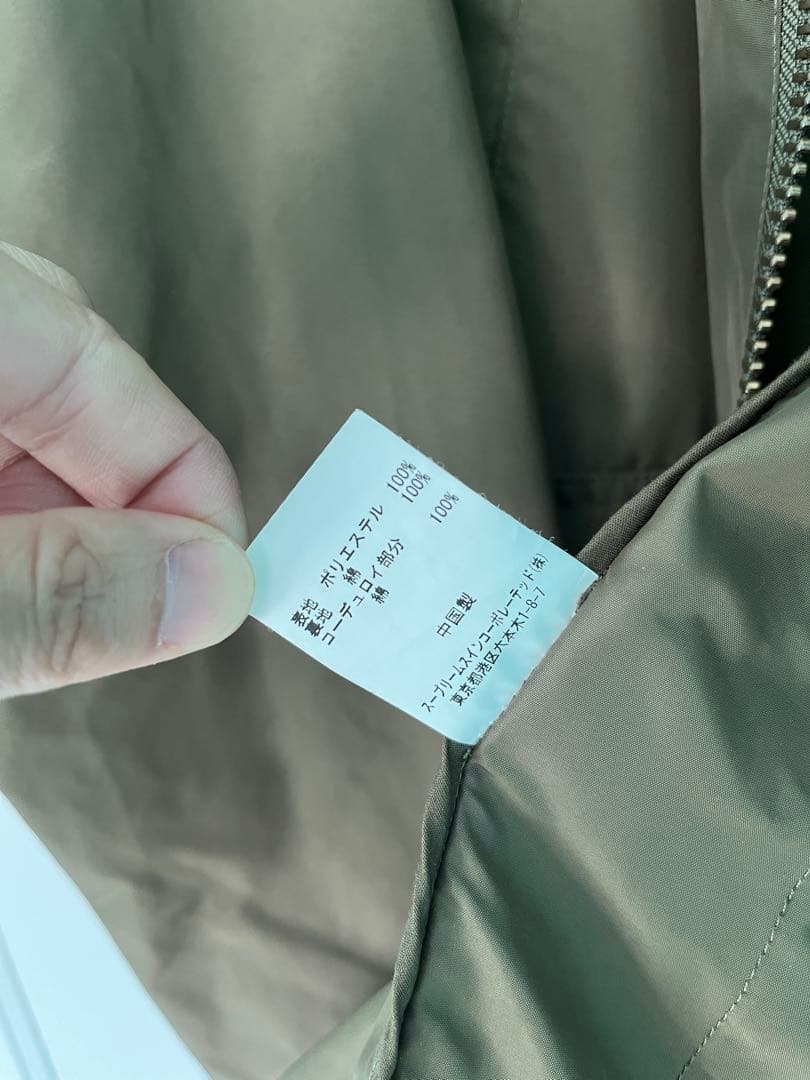 表地 ポリエステル 100%
裏地 綿 100%
コーデュロイ部分
綿 100%
中国製
スープリームスインコーポレーテッド(株)
東京都港区六本木1-8-7